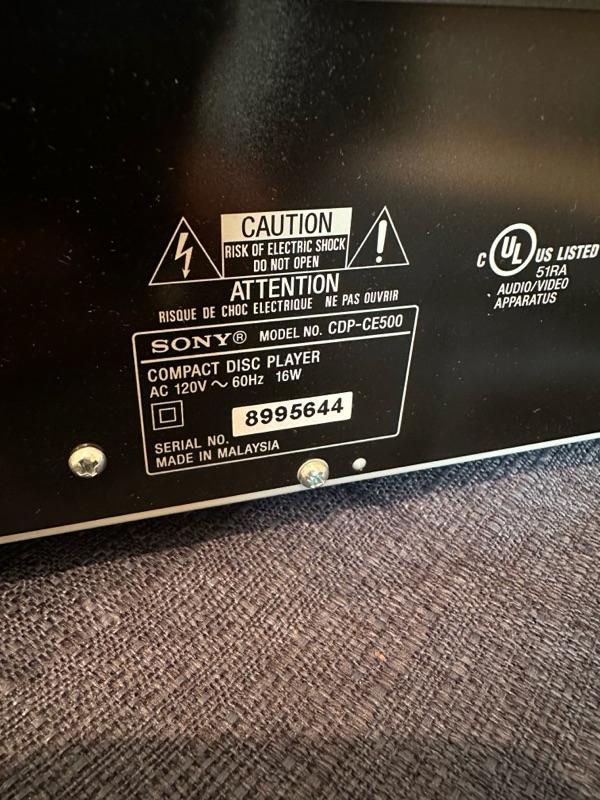 CAUTION
RISK OF ELECTRIC SHOCK
DO NOT OPEN
ATTENTION
RISQUE DE CHOC ELECTRIQUE NE PAS OUVRIR
C UL US LISTED
51RA
AUDIO/VIDEO
APPARATUS
SONY® MODEL NO. CDP-CE500
COMPACT DISC PLAYER
AC 120V ~ 60Hz 16W
8995644
SERIAL NO.
MADE IN MALAYSIA